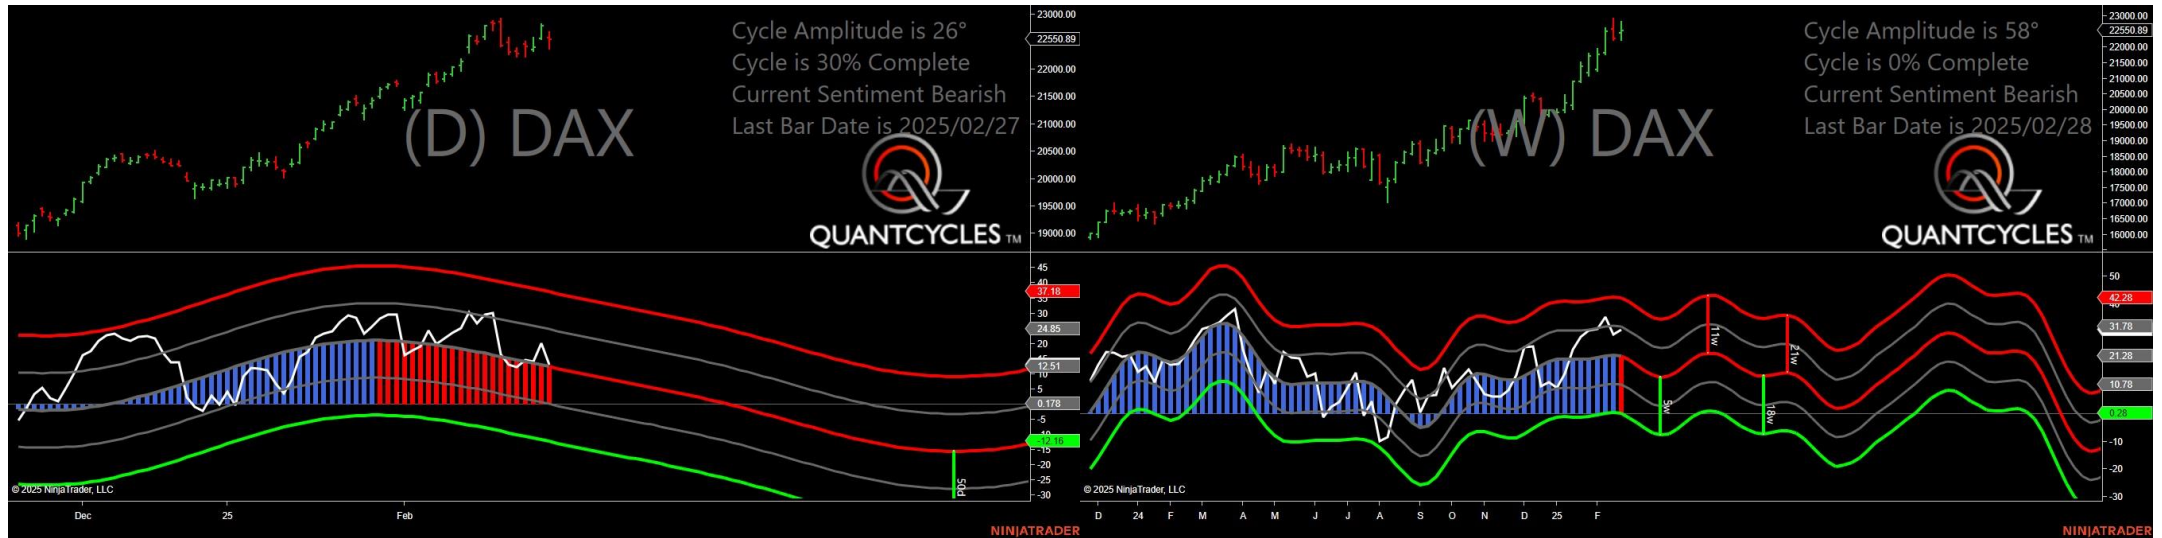 Cycle Amplitude is 26°
Cycle is 30% Complete
Current Sentiment Bearish
Last Bar Date is 2025/02/27
(D) DAX
QUANTCYCLES TM
23000.00
22550.89
22000.00
21500.00
21000.00
20500.00
20000.00
19500.00
19000.00
45
37.18
35
30
24.85
20
12.51
10
5
0.178
-5
-12.16
-15
-20
-25
-30
50d
© 2025 NinjaTrader, LLC
Dec
25
Feb
NINJATRADER
Cycle Amplitude is 58°
Cycle is 0% Complete
Current Sentiment Bearish
Last Bar Date is 2025/02/28
(W) DAX
QUANTCYCLES TM
23000.00
22550.89
22000.00
21500.00
21000.00
20500.00
20000.00
19500.00
19000.00
18500.00
18000.00
17500.00
17000.00
16500.00
16000.00
50
42.28
31.78
21.28
10.78
0.28
-10
-20
-30
5w
11w
18w
21w
© 2025 NinjaTrader, LLC
D
24
F
M
A
M
J
J
A
S
O
N
D
25
F
NINJATRADER